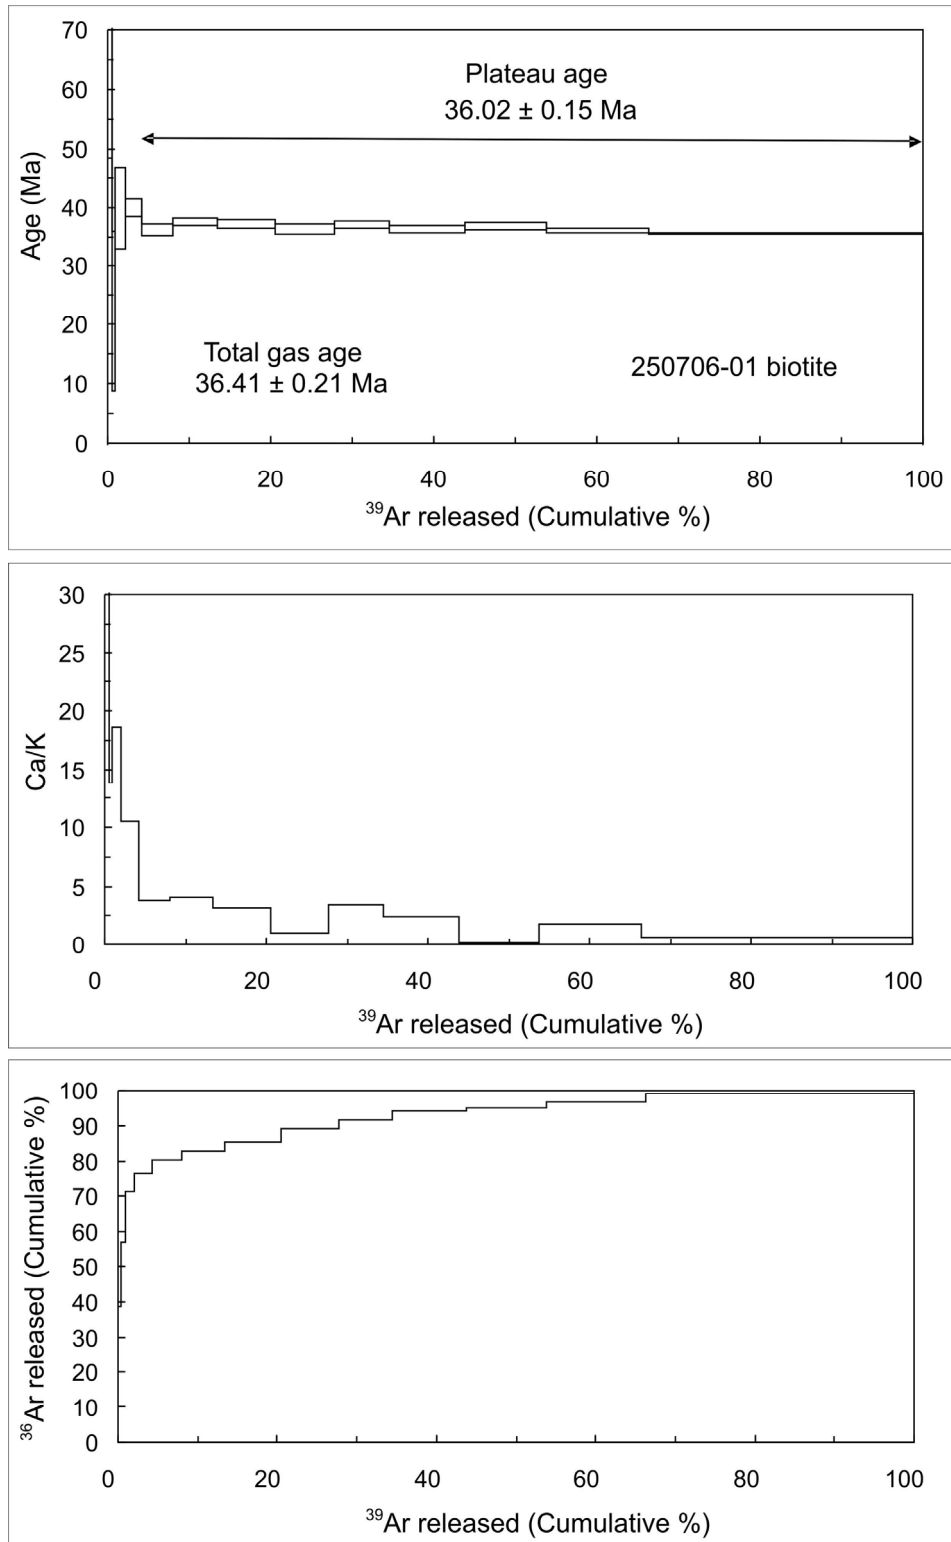 70
60
50
40
30
20
10
0
Age (Ma)
Plateau age
36.02 ± 0.15 Ma
Total gas age
36.41 ± 0.21 Ma
250706-01 biotite
0 20 40 60 80 100
³⁹Ar released (Cumulative %)
30
25
20
15
10
5
0
Ca/K
0 20 40 60 80 100
³⁹Ar released (Cumulative %)
100
90
80
70
60
50
40
30
20
10
0
³⁶Ar released (Cumulative %)
0 20 40 60 80 100
³⁹Ar released (Cumulative %)